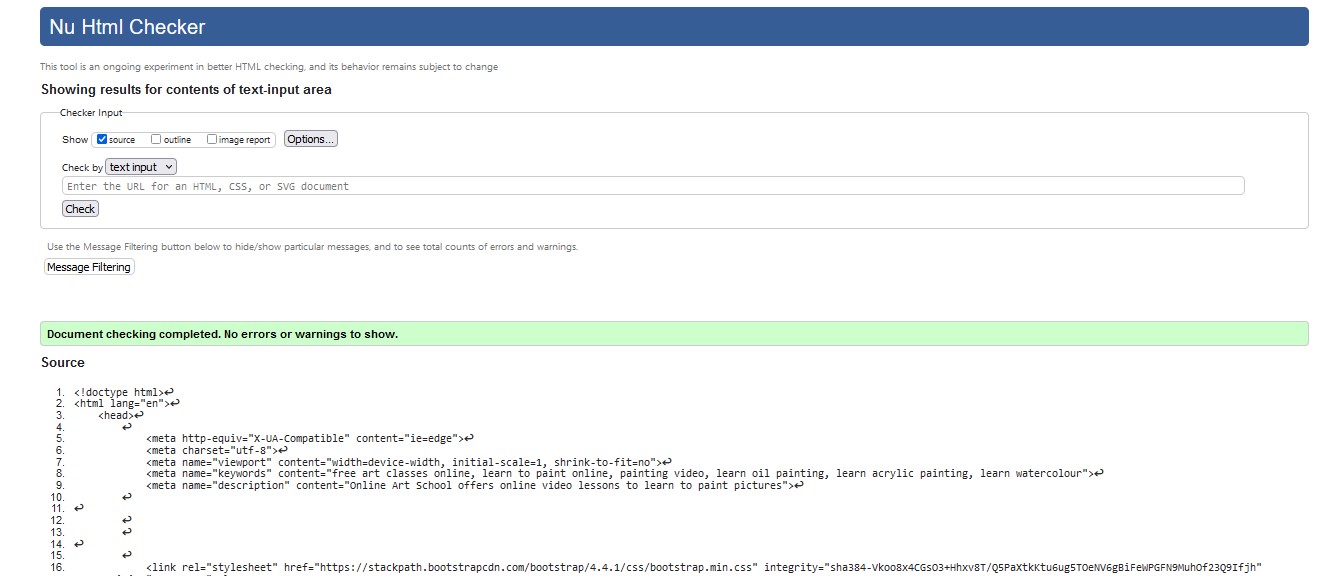 Nu Html Checker
This tool is an ongoing experiment in better HTML checking, and its behavior remains subject to change
Showing results for contents of text-input area
Checker Input
Show source outline image report Options...
Check by text input
Enter the URL for an HTML, CSS, or SVG document
Check
Use the Message Filtering button below to hide/show particular messages, and to see total counts of errors and warnings.
Message Filtering
Document checking completed. No errors or warnings to show.
Source
1. <!doctype html>↩
2. <html lang="en">↩
3. <head>↩
4. ↩
5. <meta http-equiv="X-UA-Compatible" content="ie=edge">↩
6. <meta charset="utf-8">↩
7. <meta name="viewport" content="width=device-width, initial-scale=1, shrink-to-fit=no">↩
8. <meta name="keywords" content="free art classes online, learn to paint online, painting video, learn oil painting, learn acrylic painting, learn watercolour">↩
9. <meta name="description" content="Online Art School offers online video lessons to learn to paint pictures">↩
10. ↩
11. ↩
12. ↩
13. ↩
14. ↩
15. ↩
16. <link rel="stylesheet" href="https://stackpath.bootstrapcdn.com/bootstrap/4.4.1/css/bootstrap.min.css" integrity="sha384-Vkoo8x4CGsO3+Hhxv8T/Q5PaXtkKtu6ug5TOeNV6gBiFeWPGFN9MuhOf23Q9Ifjh"